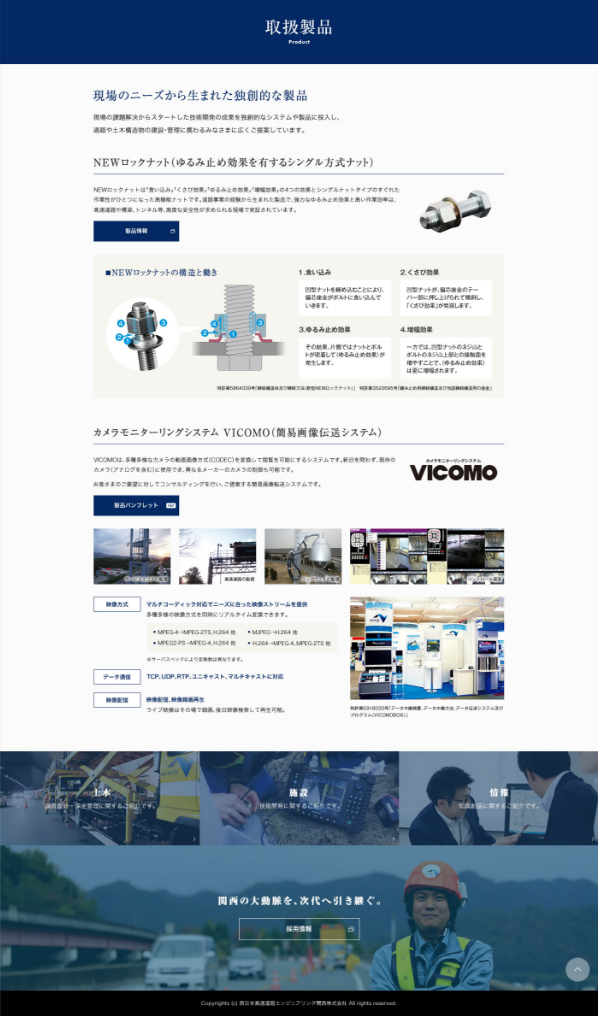 取扱製品
Product
現場のニーズから生まれた独創的な製品
現場の課題解決からスタートした技術開発の成果を独創的なシステムや製品に投入し、
道路や土木構造物の建設・管理に携わるみなさまに広くご提案しています。
NEWロックナット（ゆるみ止め効果を有するシングル方式ナット）
NEWロックナットは「食い込み」「くさび効果」「ゆるみ止め効果」「増幅効果」の4つの効果とシングルナットタイプのすぐれた
作業性がひとつになった高機能ナットです。道路事業の経験から生まれた製品で、強力なゆるみ止め効果と高い作業効率は、
高速道路や橋梁、トンネル等、高度な安全性が求められる現場で実証されています。
製品情報
■NEWロックナットの構造と動き
1.食い込み
凹型ナットを締め込むことにより、
偏芯座金がボルトに食い込んで
いきます。
2.くさび効果
凹型ナットが、偏芯座金のテー
パー部に押し上げられて傾斜し、
「くさび効果」が発現します。
3.ゆるみ止め効果
その結果、片側ではナットとボル
トが密着して〈ゆるみ止め効果〉が
発生します。
4.増幅効果
一方では、凹型ナットのネジ山と
ボルトのネジ山上部との接触面を
増やすことで、〈ゆるみ止め効果〉
は更に増幅されます。
カメラモニターリングシステム VICOMO（簡易画像伝送システム）
VICOMOは、多種多様なカメラの動画画像方式（CODEC）を変換して閲覧を可能にするシステムです。新旧を問わず、既存の
カメラ（アナログを含む）に使用でき、異なるメーカーのカメラの制御も可能です。
お客さまのご要望に対してコンサルティングを行い、ご提案する簡易画像転送システムです。
カメラモニターリングシステム
VICOMO
製品パンフレット
PDF
高速道路の監視
映像方式
マルチコーディック対応でニーズに合った映像ストリームを提供
多種多様の映像方式を同時にリアルタイム変換できます。
• MPEG-4→MPEG-2TS、H.264 他
• MJPEG→H.264 他
• MPEG2-PS→MPEG-4、H.264 他
• H.264→MPEG-4、MPEG-2TS 他
※サーバスペックにより変換数は異なります。
データ通信
TCP、UDP、RTP、ユニキャスト、マルチキャストに対応
映像配信
映像配信、映像録画再生
ライブ映像はその場で録画、後日映像検索して再生可能。
土木
施設
技術開発に関するご紹介です。
情報
関西の大動脈を、次代へ引き継ぐ。
採用情報
Copyrights (c) 西日本高速道路エンジニアリング関西株式会社 All rights reserved.